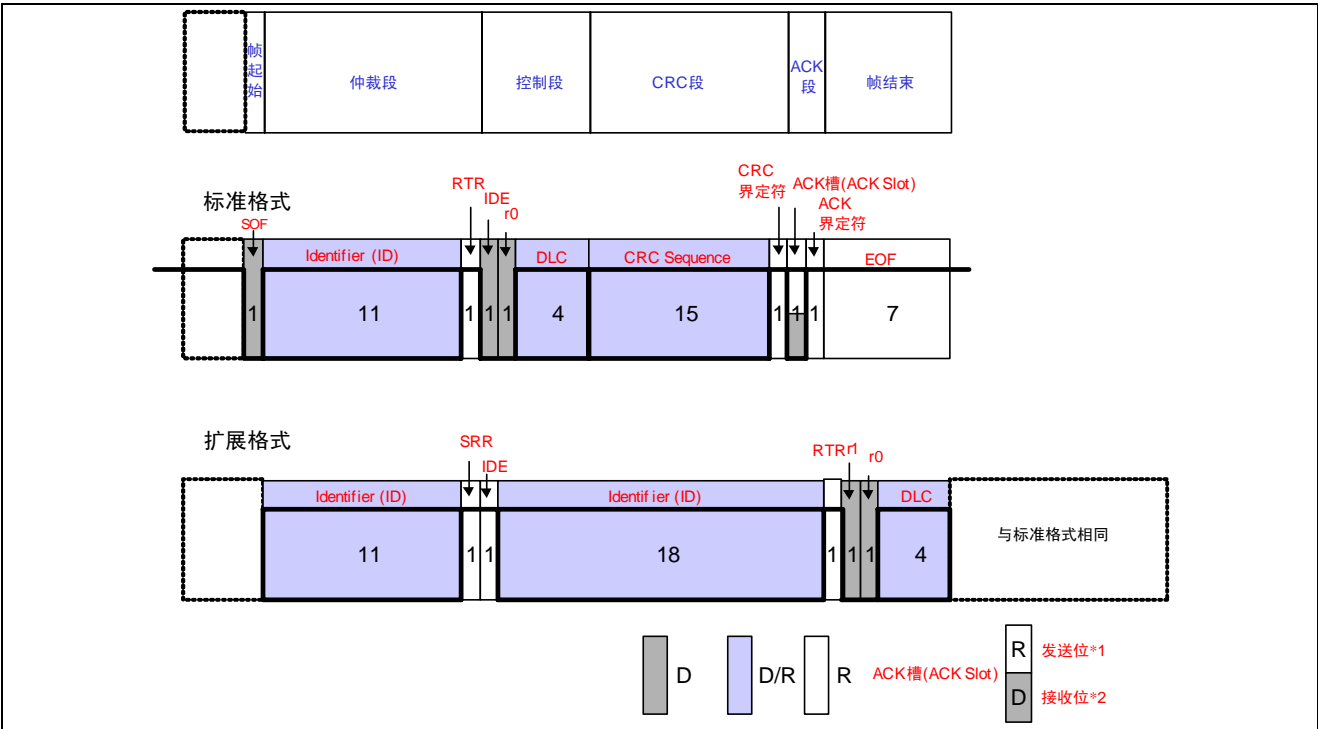 帧起始
仲裁段
控制段
CRC段
ACK段
帧结束
标准格式
SOF
RTR
IDE
r0
CRC
界定符
ACK槽(ACK Slot)
ACK
界定符
Identifier (ID)
DLC
CRC Sequence
EOF
1
11
1
1
1
4
15
1
1
1
7
扩展格式
SRR
IDE
RTR
r1
r0
Identifier (ID)
Identifier (ID)
DLC
11
1
1
18
1
1
1
4
与标准格式相同
D
D/R
R
ACK槽(ACK Slot)
R
发送位*1
D
接收位*2